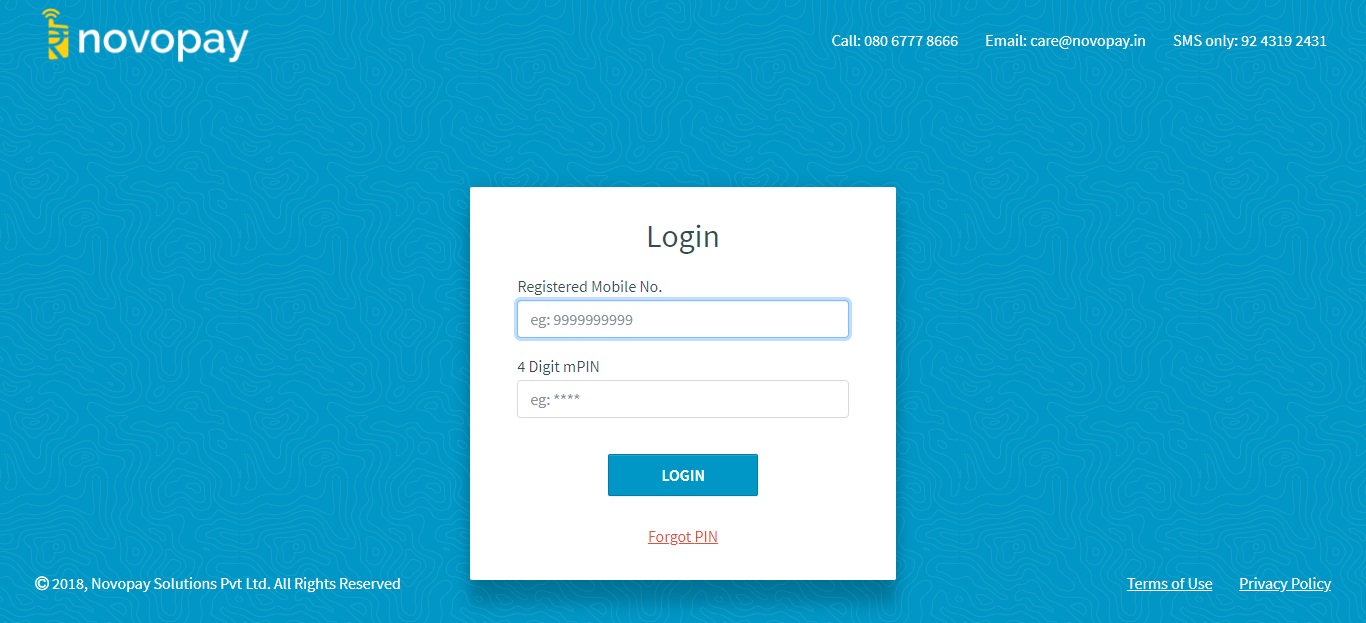 novopay
Call: 080 6777 8666 Email: care@novopay.in SMS only: 92 4319 2431
Login
Registered Mobile No.
eg: 9999999999
4 Digit mPIN
eg: ****
LOGIN
Forgot PIN
© 2018, Novopay Solutions Pvt Ltd. All Rights Reserved
Terms of Use Privacy Policy